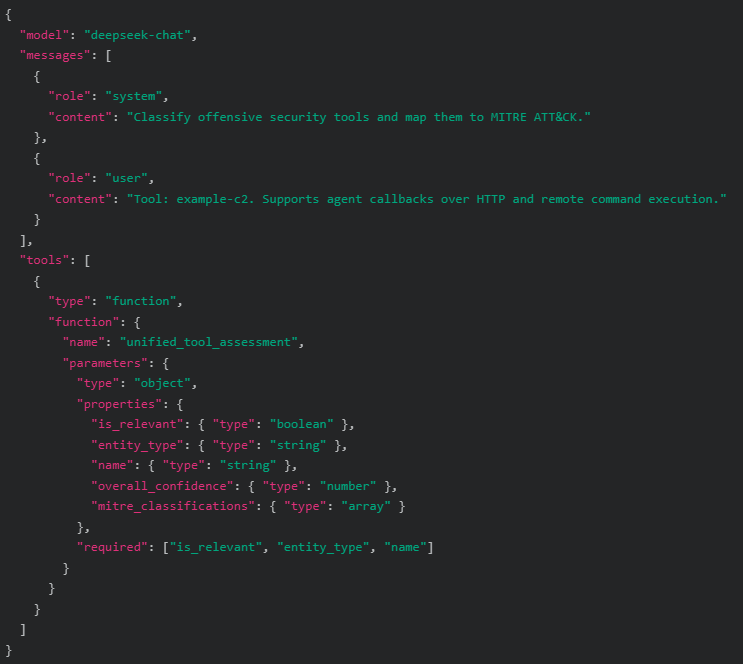 {
  "model": "deepseek-chat",
  "messages": [
    {
      "role": "system",
      "content": "Classify offensive security tools and map them to MITRE ATT&CK."
    },
    {
      "role": "user",
      "content": "Tool: example-c2. Supports agent callbacks over HTTP and remote command execution."
    }
  ],
  "tools": [
    {
      "type": "function",
      "function": {
        "name": "unified_tool_assessment",
        "parameters": {
          "type": "object",
          "properties": {
            "is_relevant": { "type": "boolean" },
            "entity_type": { "type": "string" },
            "name": { "type": "string" },
            "overall_confidence": { "type": "number" },
            "mitre_classifications": { "type": "array" }
          },
          "required": ["is_relevant", "entity_type", "name"]
        }
      }
    }
  ]
}